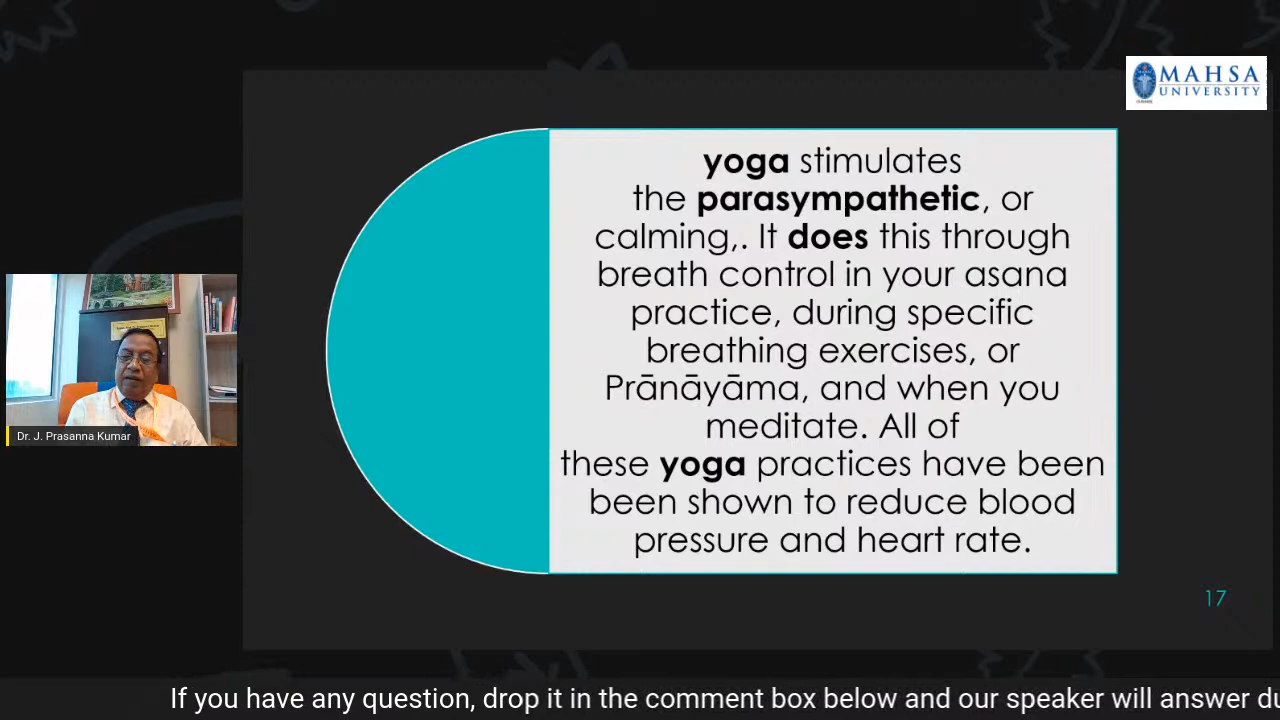 MAHSA
UNIVERSITY
yoga stimulates
the parasympathetic, or
calming,. It does this through
breath control in your asana
practice, during specific
breathing exercises, or
Prānāyāma, and when you
meditate. All of
these yoga practices have been
been shown to reduce blood
pressure and heart rate.
Dr. J. Prasanna Kumar
17
If you have any question, drop it in the comment box below and our speaker will answer du